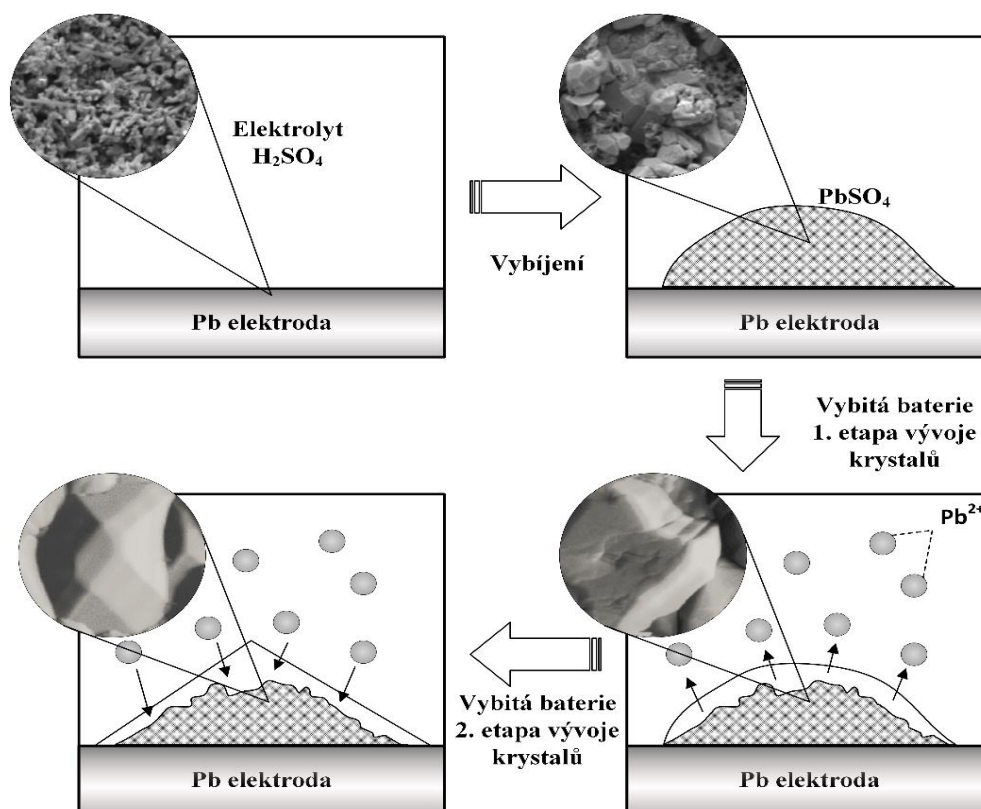 Elektrolyt
H₂SO₄
Pb elektroda
Vybíjení
PbSO₄
Pb elektroda
Vybitá baterie
1. etapa vývoje
krystalů
Pb²⁺
Pb elektroda
Vybitá baterie
2. etapa vývoje
krystalů
Pb elektroda